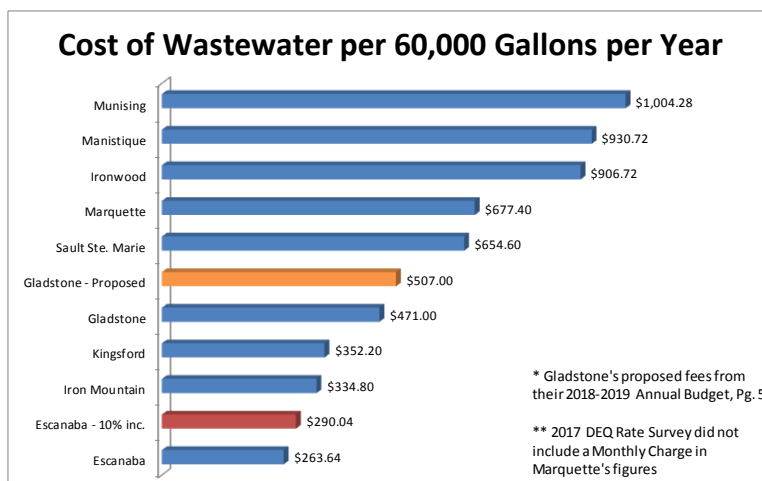 Cost of Wastewater per 60,000 Gallons per Year
Munising $1,004.28
Manistique $930.72
Ironwood $906.72
Marquette $677.40
Sault Ste. Marie $654.60
Gladstone - Proposed $507.00
Gladstone $471.00
Kingsford $352.20
Iron Mountain $334.80
Escanaba - 10% inc. $290.04
Escanaba $263.64
* Gladstone's proposed fees from
their 2018-2019 Annual Budget, Pg. 5
** 2017 DEQ Rate Survey did not
include a Monthly Charge in
Marquette's figures